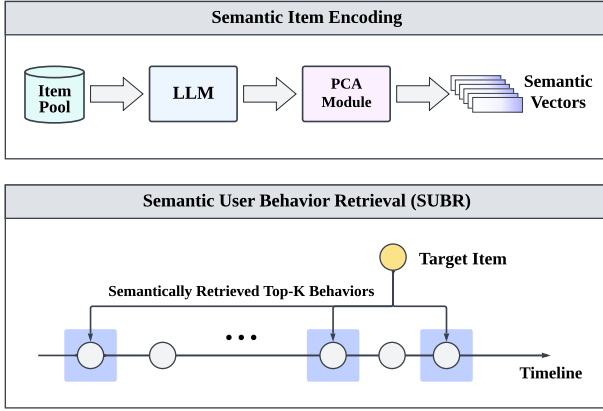 Semantic Item Encoding
Item
Pool
LLM
PCA
Module
Semantic
Vectors
Semantic User Behavior Retrieval (SUBR)
Target Item
Semantically Retrieved Top-K Behaviors
...
Timeline